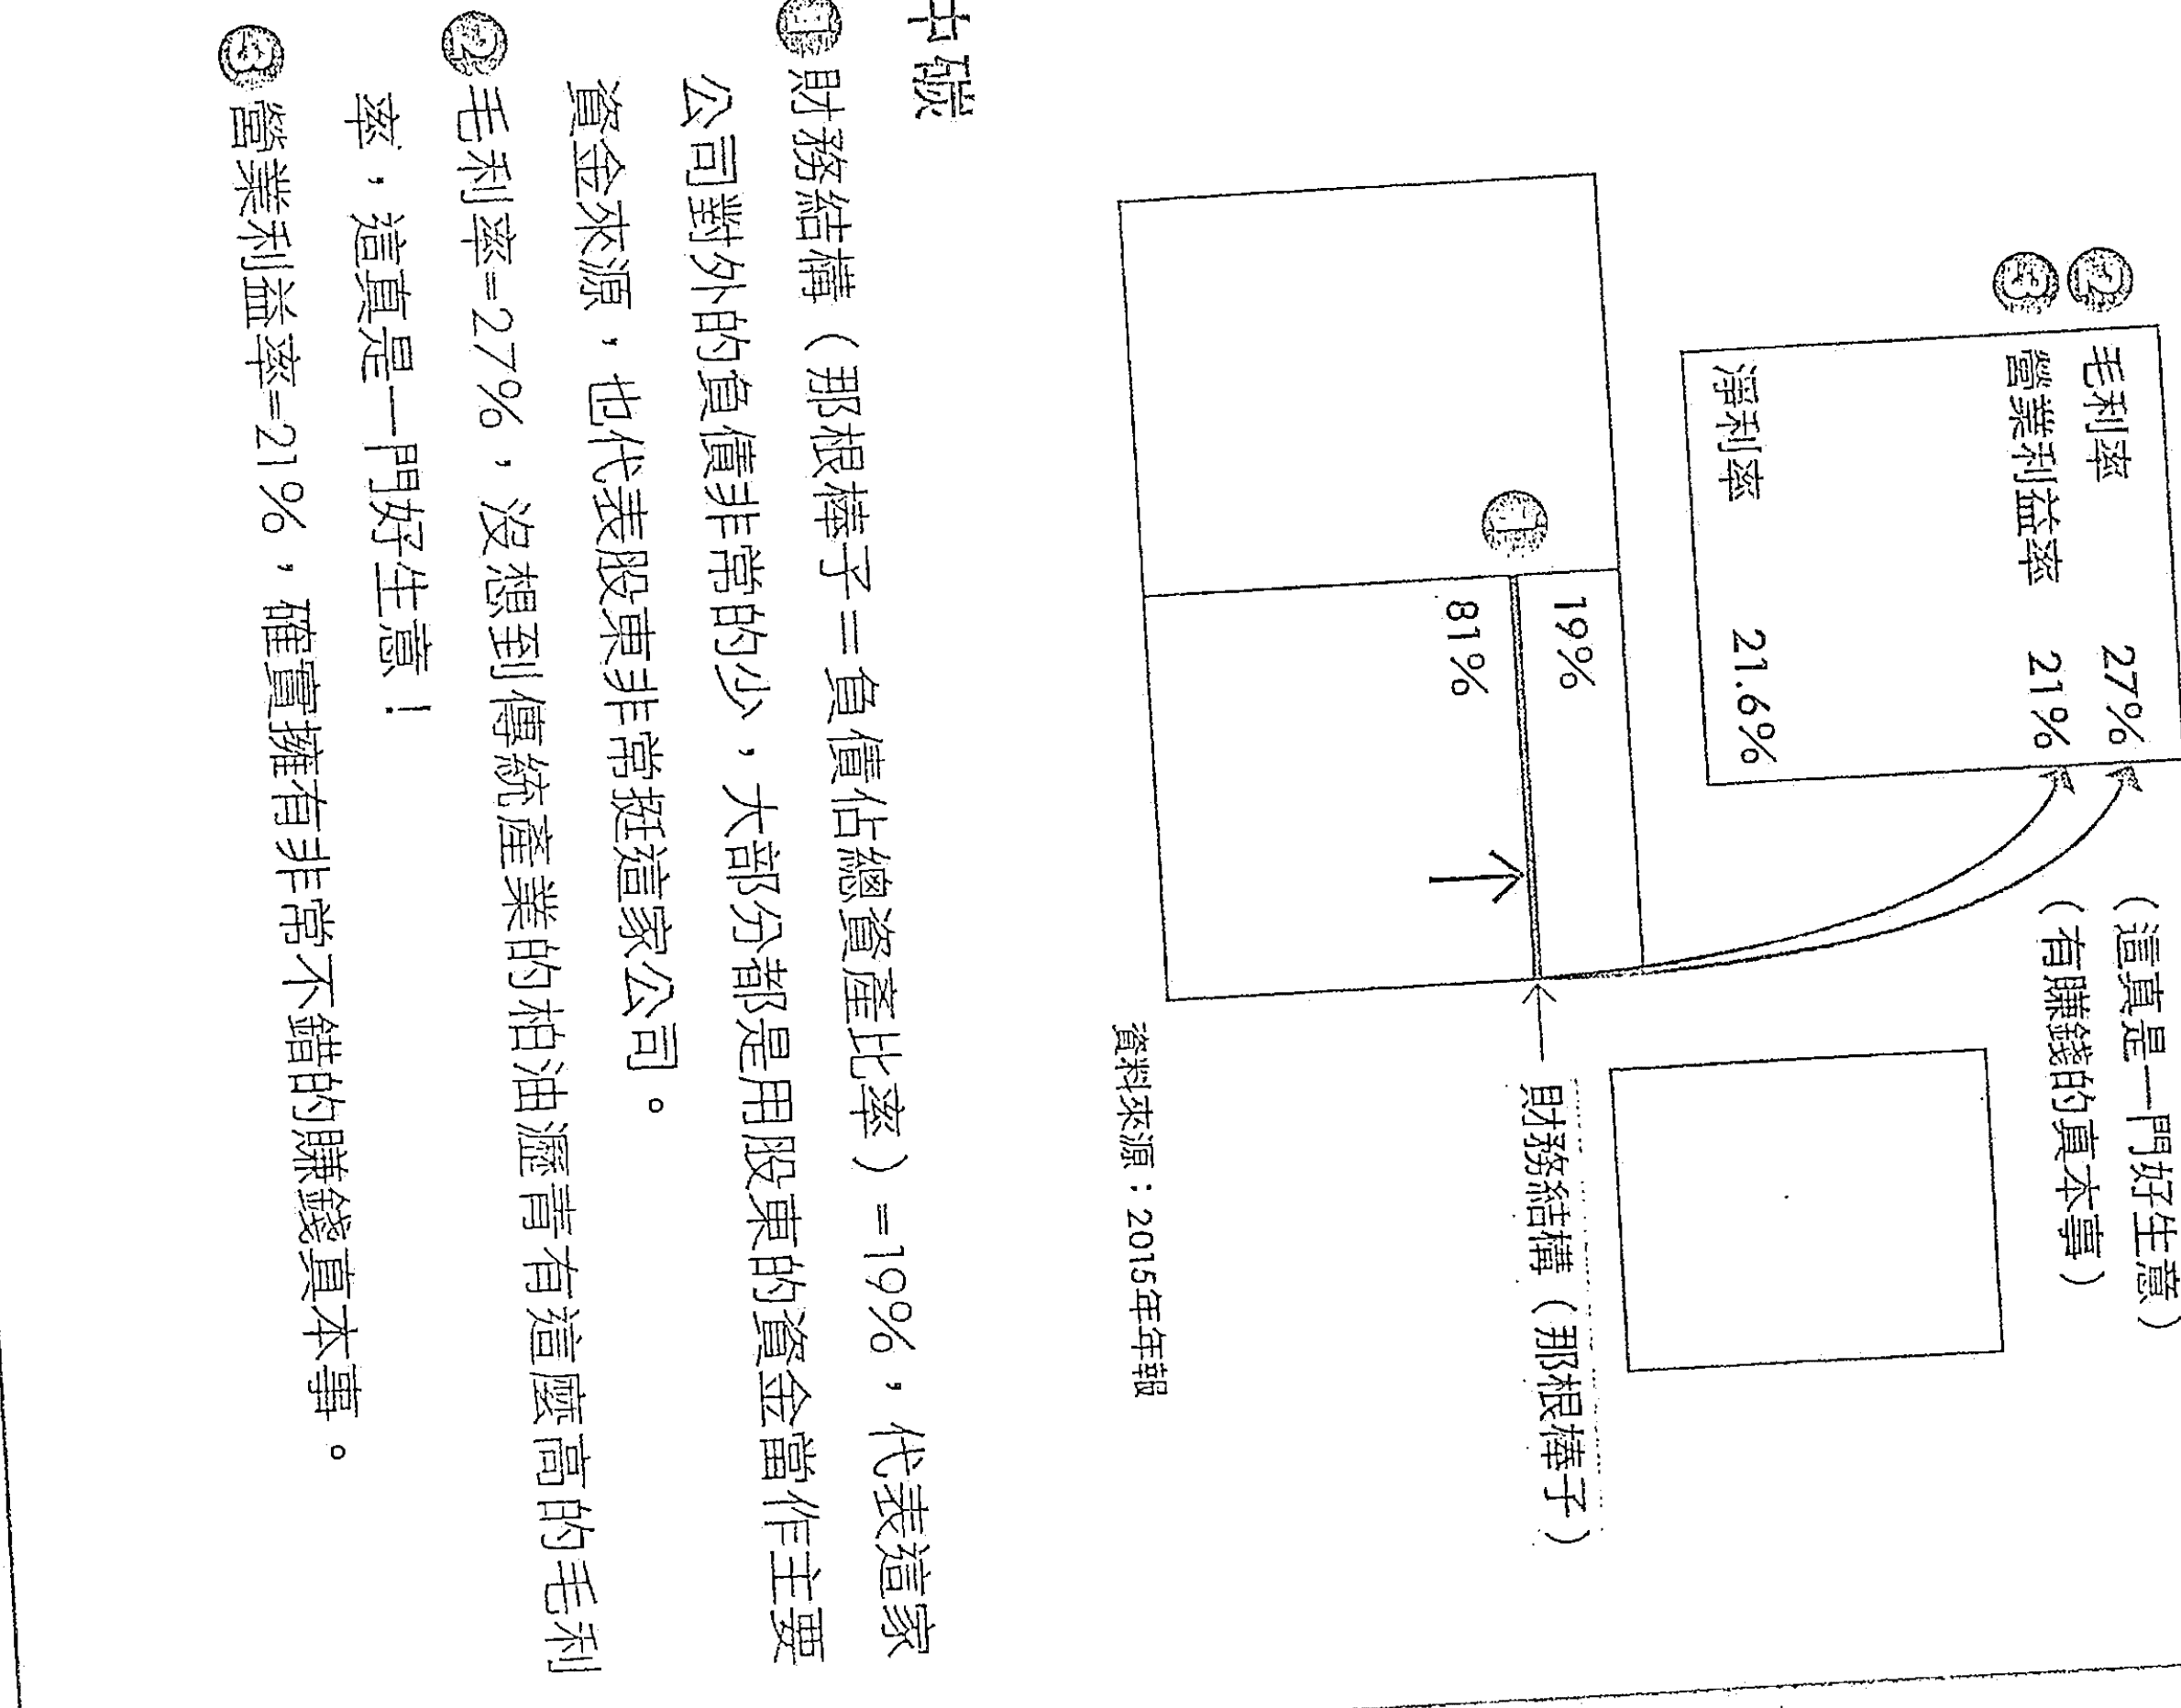 ② 毛利率 27% (這真是一門好生意)
③ 營業利益率 21% (有賺錢的真本事)
淨利率 21.6%
19%
①
81%
財務結構(那根棒子)
資料來源：2015年年報
中碳
① 財務結構(那根棒子＝負債佔總資產比率)=19%，代表這家
公司對外的負債非常的少，大部分都是用股東的資金當作主要
資金來源，也代表股東非常挺這家公司。
② 毛利率=27%，沒想到傳統產業的柏油瀝青有這麼高的毛利
率，這真是一門好生意！
③ 營業利益率=21%，確實擁有非常不錯的賺錢真本事。